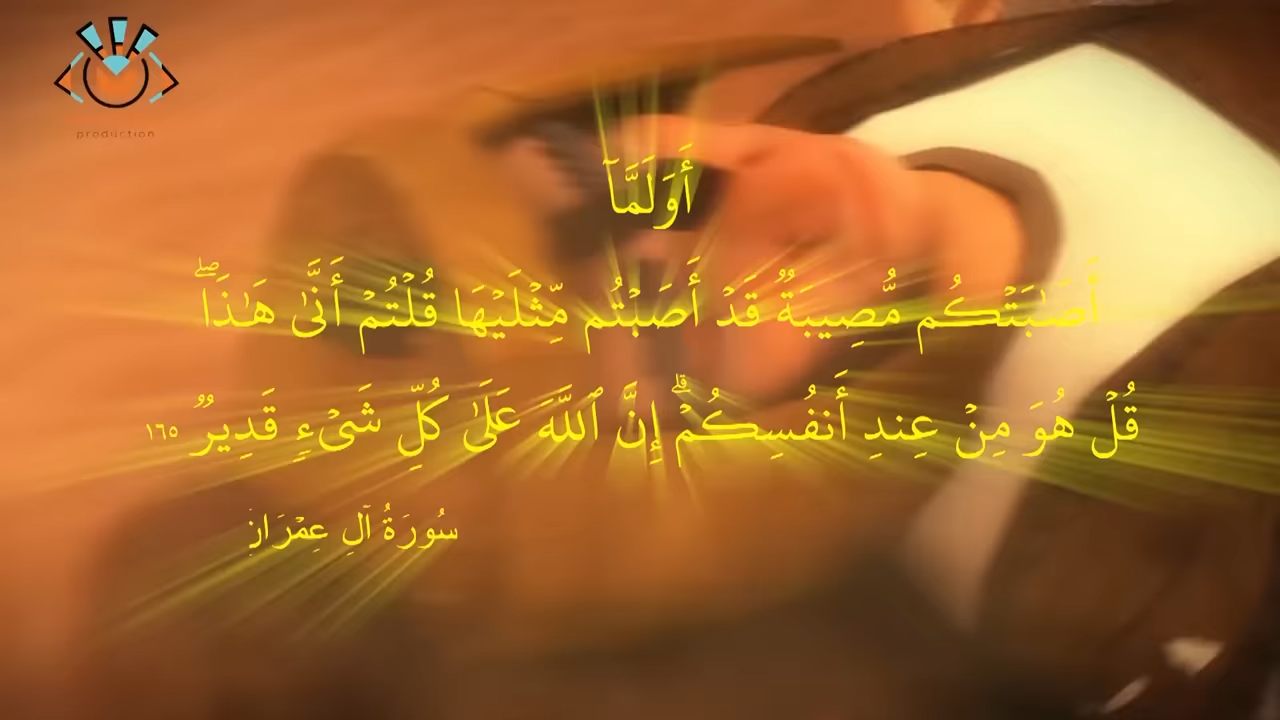 production
أَوَلَمَّآ
أَصَٰبَتۡكُم مُّصِيبَةٞ قَدۡ أَصَبۡتُم مِّثۡلَيۡهَا قُلۡتُمۡ أَنَّىٰ هَٰذَاۖ
قُلۡ هُوَ مِنۡ عِندِ أَنفُسِكُمۡۗ إِنَّ ٱللَّهَ عَلَىٰ كُلِّ شَيۡءٖ قَدِيرٞ ١٦٥
سُورَةُ آلِ عِمۡرَانَ